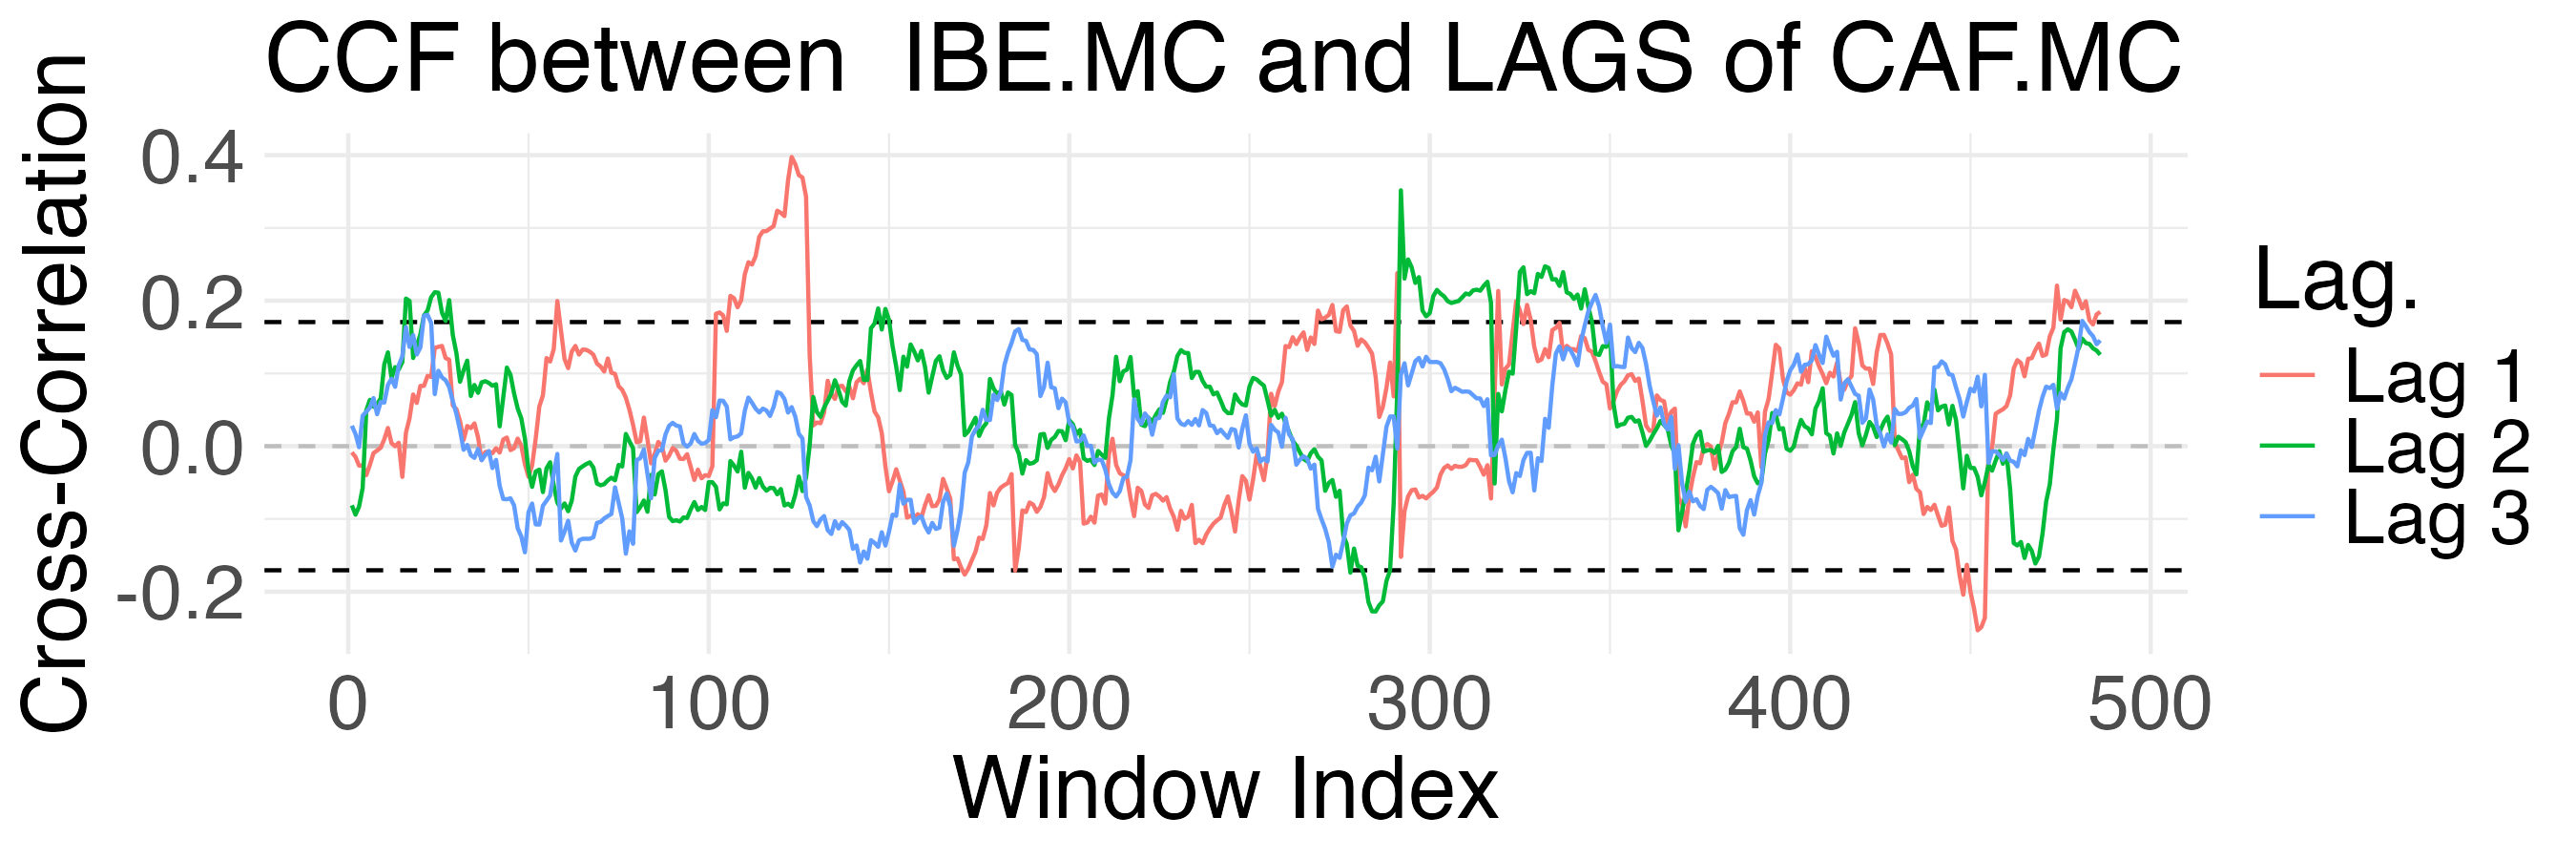 CCF between  IBE.MC and LAGS of CAF.MC
Cross-Correlation
0.4
0.2
0.0
-0.2
0 100 200 300 400 500
Window Index
Lag.
Lag 1
Lag 2
Lag 3